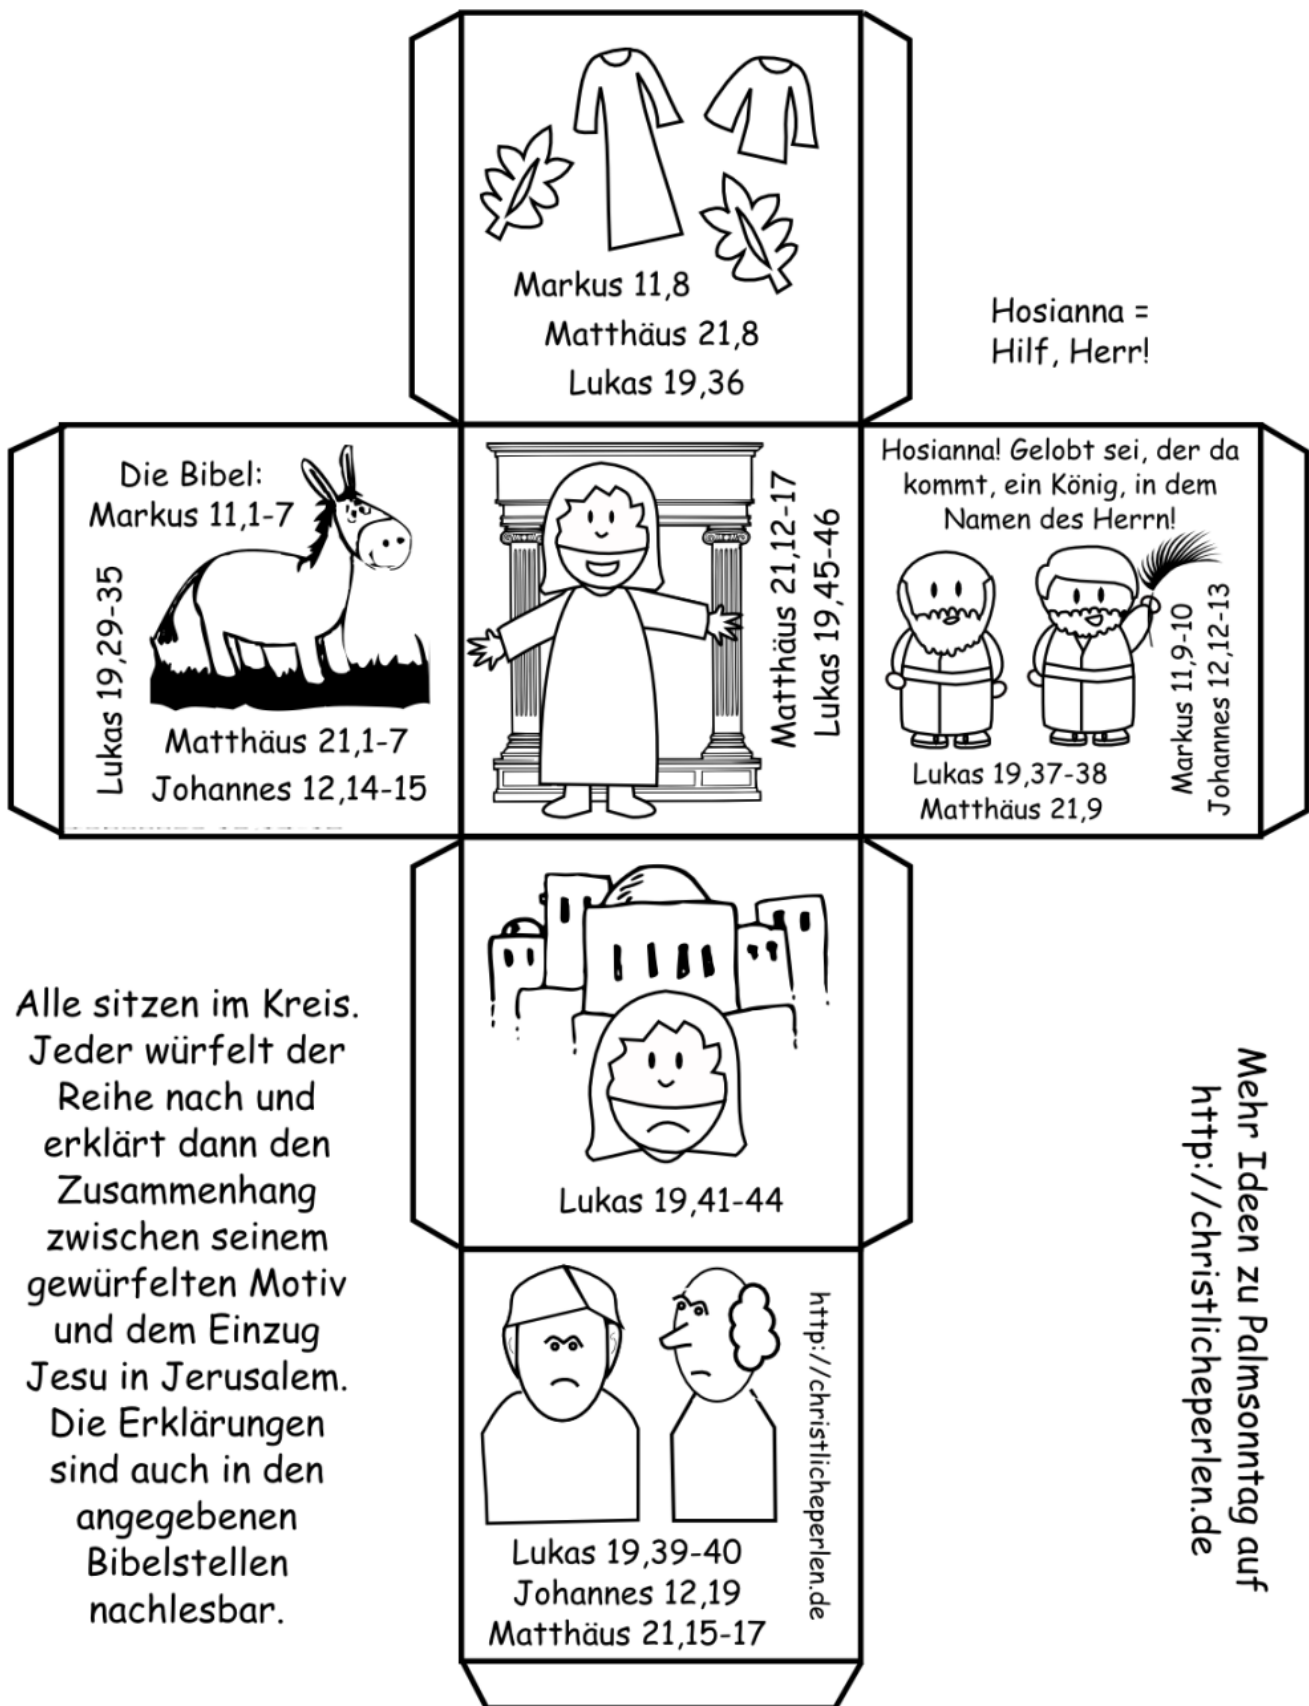 Markus 11,8
Matthäus 21,8
Lukas 19,36
Hosianna =
Hilf, Herr!
Die Bibel:
Markus 11,1-7
Lukas 19,29-35
Matthäus 21,1-7
Johannes 12,14-15
Matthäus 21,12-17
Lukas 19,45-46
Hosianna! Gelobt sei, der da
kommt, ein König, in dem
Namen des Herrn!
Markus 11,9-10
Johannes 12,12-13
Lukas 19,37-38
Matthäus 21,9
Lukas 19,41-44
Alle sitzen im Kreis.
Jeder würfelt der
Reihe nach und
erklärt dann den
Zusammenhang
zwischen seinem
gewürfelten Motiv
und dem Einzug
Jesu in Jerusalem.
Die Erklärungen
sind auch in den
angegebenen
Bibelstellen
nachlesbar.
Mehr Ideen zu Palmsonntag auf
http://christlicheperlen.de
http://christlicheperlen.de
Lukas 19,39-40
Johannes 12,19
Matthäus 21,15-17